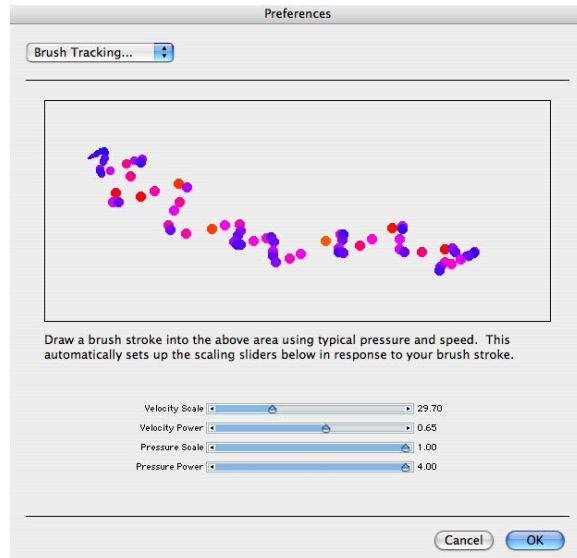 Preferences
Brush Tracking...
Draw a brush stroke into the above area using typical pressure and speed. This
automatically sets up the scaling sliders below in response to your brush stroke.
Velocity Scale 29.70
Velocity Power 0.65
Pressure Scale 1.00
Pressure Power 4.00
Cancel OK